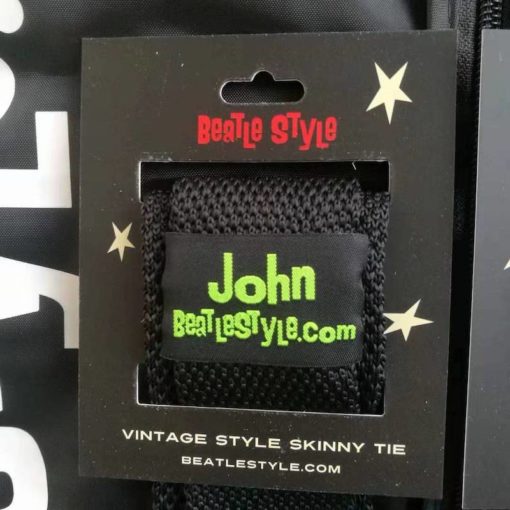 Beatle Style
John
BeatleStyle.com
VINTAGE STYLE SKINNY TIE
BEATLESTYLE.COM